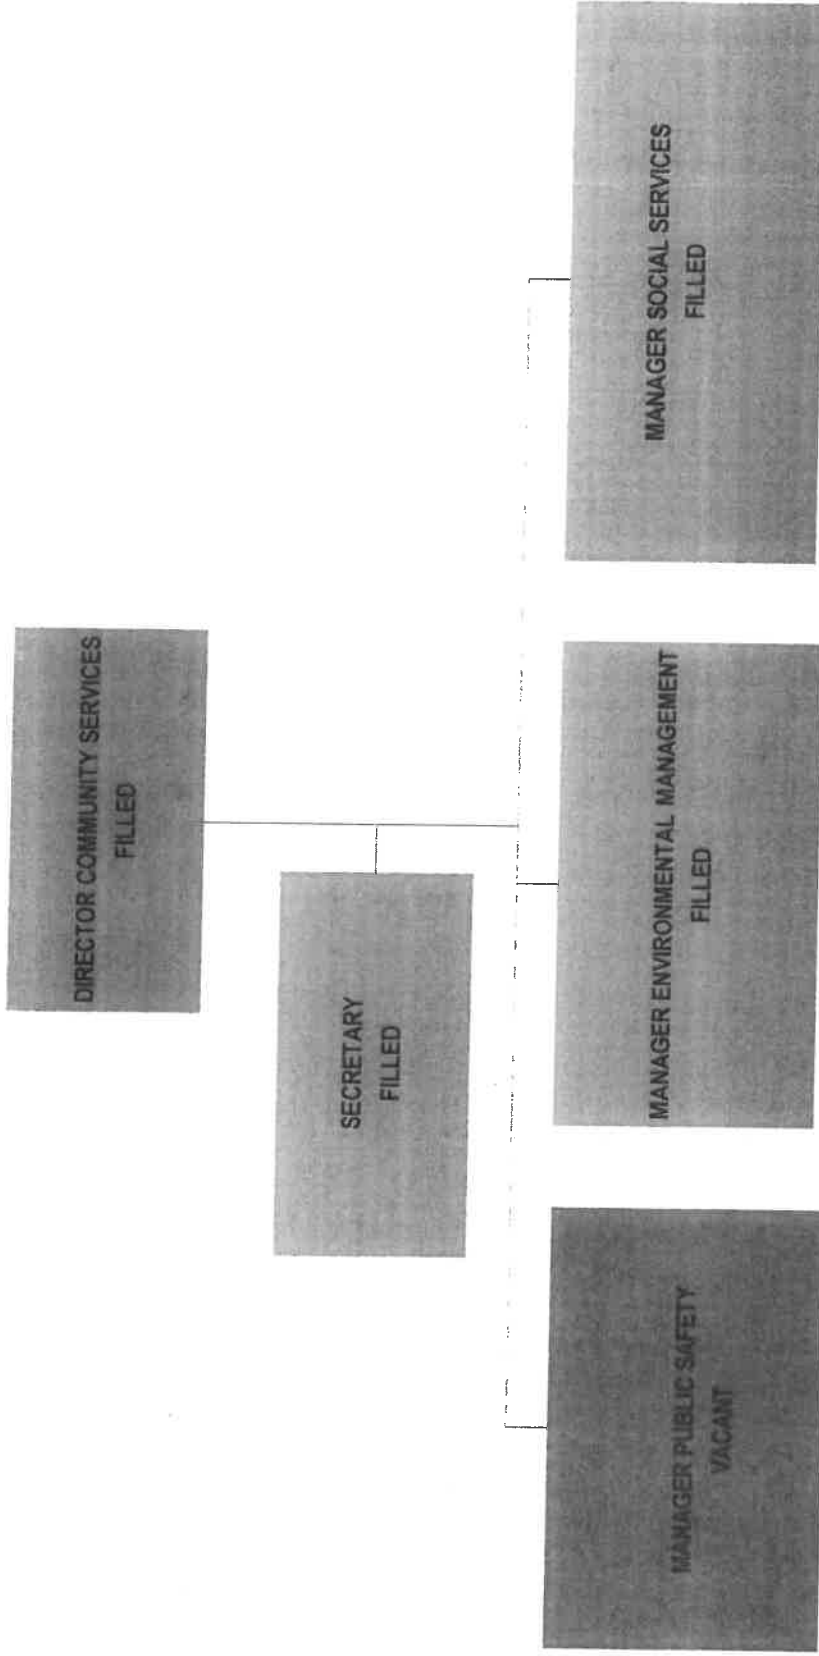 DIRECTOR COMMUNITY SERVICES
FILLED
SECRETARY
FILLED
MANAGER PUBLIC SAFETY
VACANT
MANAGER ENVIRONMENTAL MANAGEMENT
FILLED
MANAGER SOCIAL SERVICES
FILLED